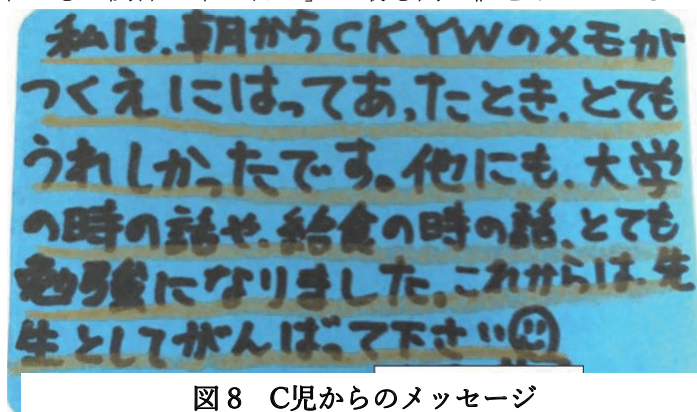 私は、朝からCKYWのメモが
つくえにはってあったとき、とても
うれしかったです。他にも、大学
の時の話や、給食の時の話、とても
勉強になりました。これからは、先
生としてがんばって下さい
図8 C児からのメッセージ